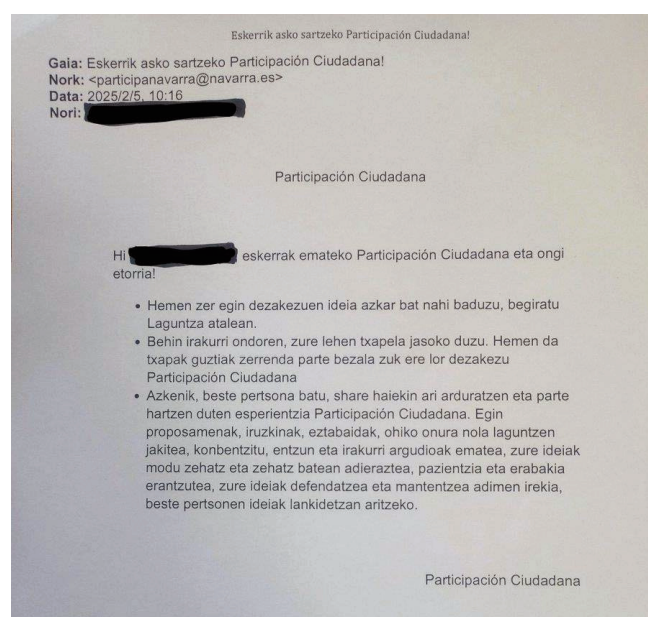 Eskerrik asko sartzeko Participación Ciudadana!
Gaia: Eskerrik asko sartzeko Participación Ciudadana!
Nork: <participanavarra@navarra.es>
Data: 2025/2/5, 10:16
Nori:
Participación Ciudadana
Hi eskerrak emateko Participación Ciudadana eta ongi
etorria!
• Hemen zer egin dezakezuen ideia azkar bat nahi baduzu, begiratu
Laguntza atalean.
• Behin irakurri ondoren, zure lehen txapela jasoko duzu. Hemen da
txapak guztiak zerrenda parte bezala zuk ere lor dezakezu
Participación Ciudadana
• Azkenik, beste pertsona batu, share haiekin ari arduratzen eta parte
hartzen duten esperientzia Participación Ciudadana. Egin
proposamenak, iruzkinak, eztabaidak, ohiko onura nola laguntzen
jakitea, konbentzitu, entzun eta irakurri argudioak ematea, zure ideiak
modu zehatz eta zehatz batean adieraztea, pazientzia eta erabakia
erantzutea, zure ideiak defendatzea eta mantentzea adimen irekia,
beste pertsonen ideiak lankidetzan aritzeko.
Participación Ciudadana